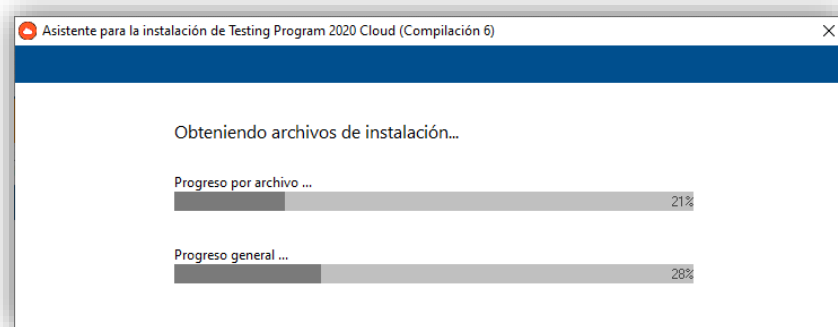 Asistente para la instalación de Testing Program 2020 Cloud (Compilación 6)
Obteniendo archivos de instalación...
Progreso por archivo ...
21%
Progreso general ...
28%